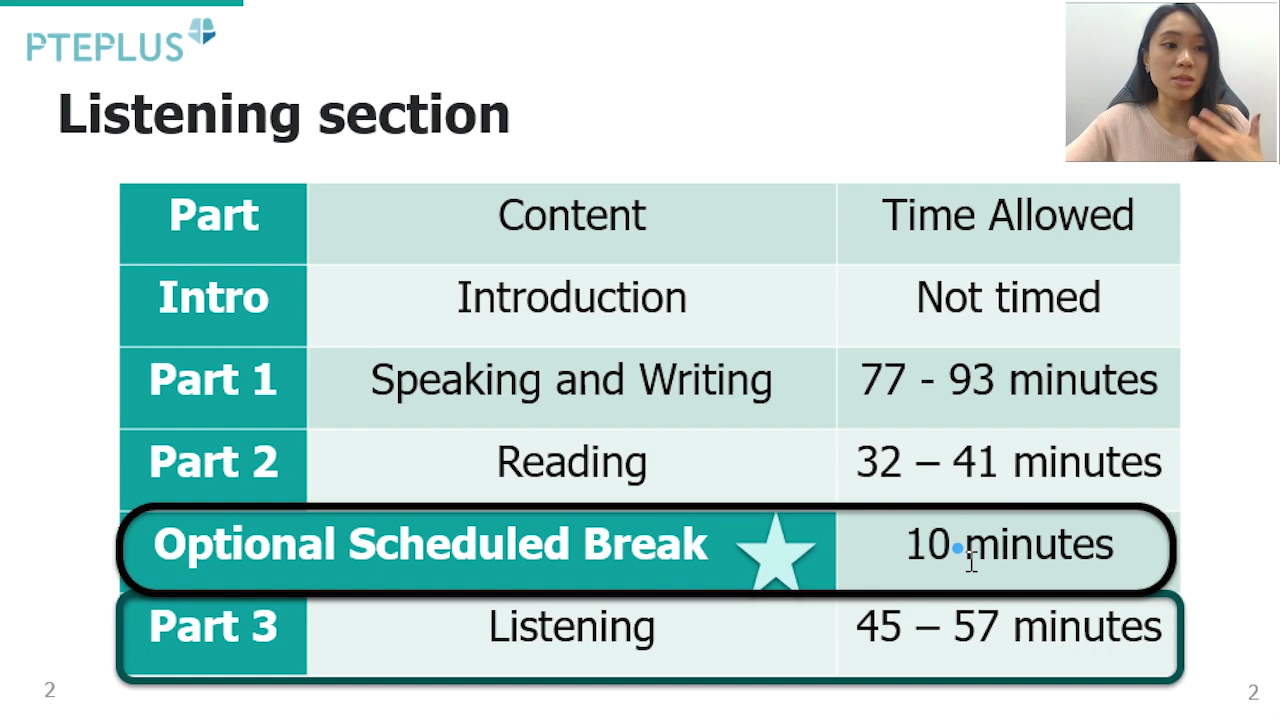 PTEPLUS
Listening section
Part Content Time Allowed
Intro Introduction Not timed
Part 1 Speaking and Writing 77 - 93 minutes
Part 2 Reading 32 – 41 minutes
Optional Scheduled Break 10 minutes
Part 3 Listening 45 – 57 minutes
2 2